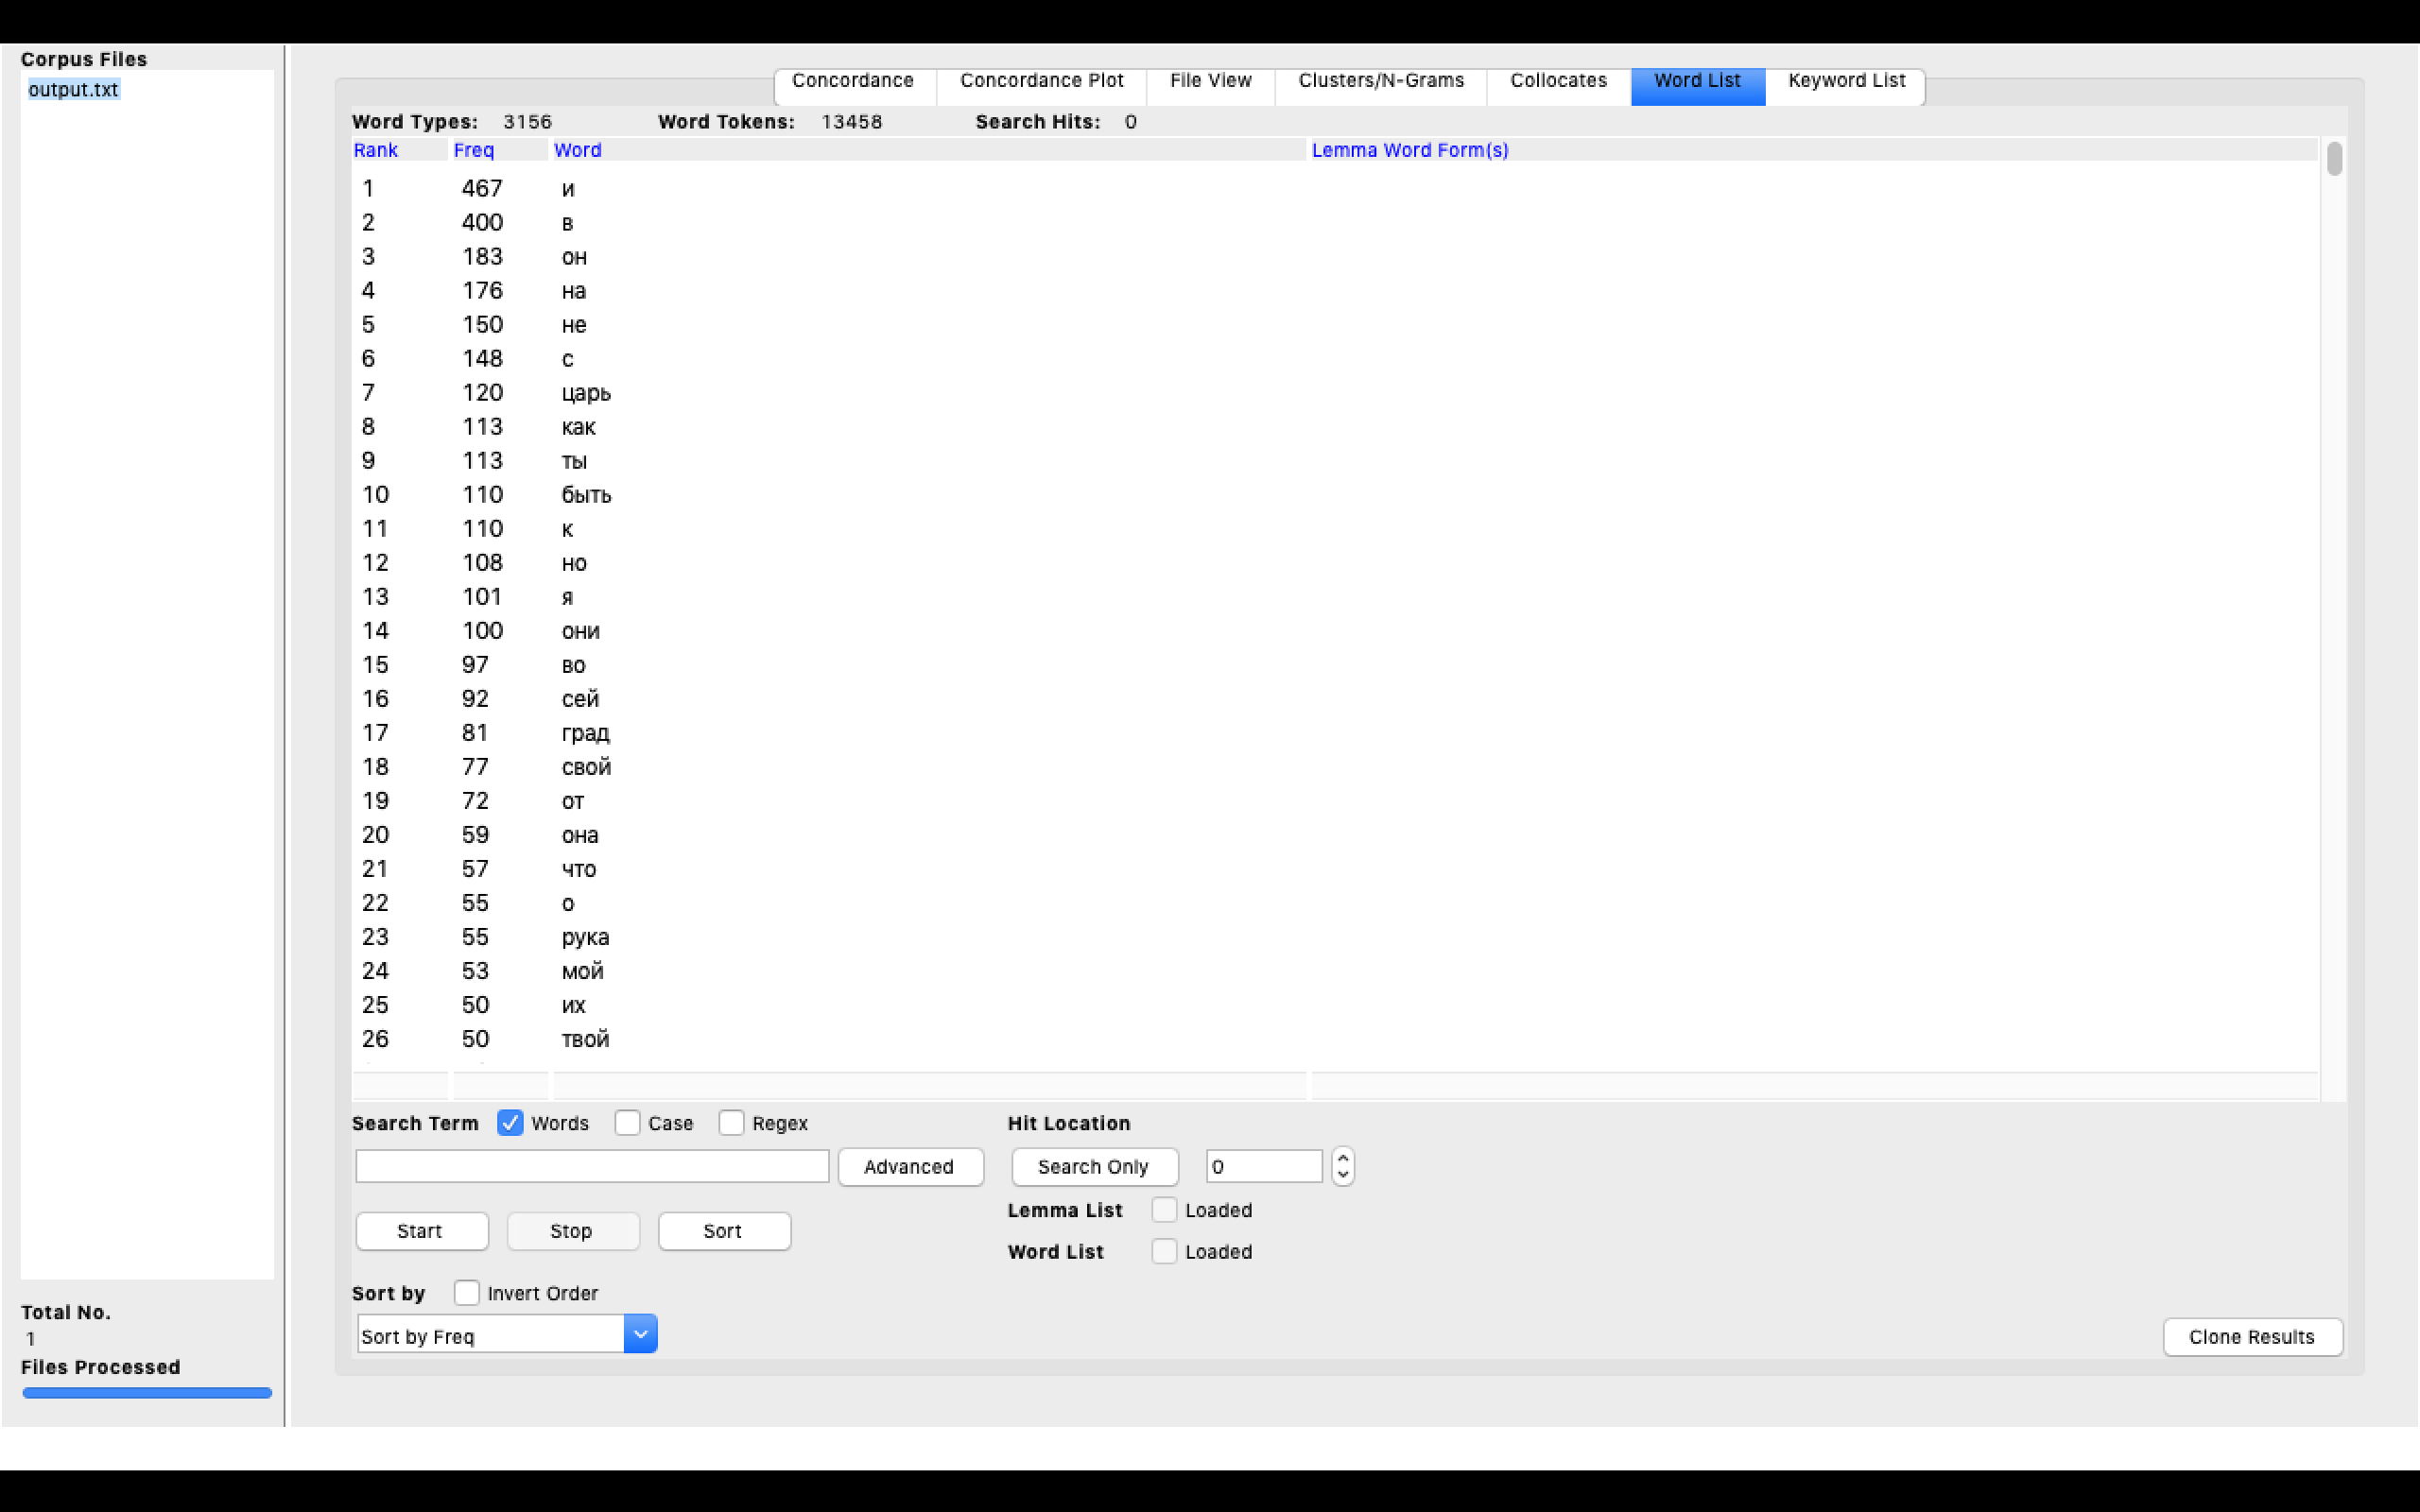 Corpus Files
output.txt
Total No.
1
Files Processed
Concordance Concordance Plot File View Clusters/N-Grams Collocates Word List Keyword List
Word Types: 3156 Word Tokens: 13458 Search Hits: 0
Rank Freq Word Lemma Word Form(s)
1 467 и
2 400 в
3 183 он
4 176 на
5 150 не
6 148 с
7 120 царь
8 113 как
9 113 ты
10 110 быть
11 110 к
12 108 но
13 101 я
14 100 они
15 97 во
16 92 сей
17 81 град
18 77 свой
19 72 от
20 59 она
21 57 что
22 55 о
23 55 рука
24 53 мой
25 50 их
26 50 твой
Search Term Words Case Regex Hit Location
Advanced Search Only 0
Lemma List Loaded
Start Stop Sort
Word List Loaded
Sort by Invert Order
Sort by Freq
Clone Results